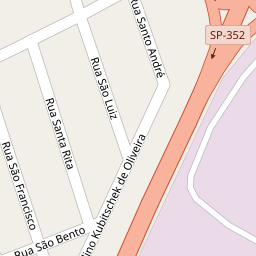 Rua Santo André
SP-352
Rua São Luiz
Rua Santa Rita
Kubitschek de Oliveira
Rua São Francisco
Rua São Bento